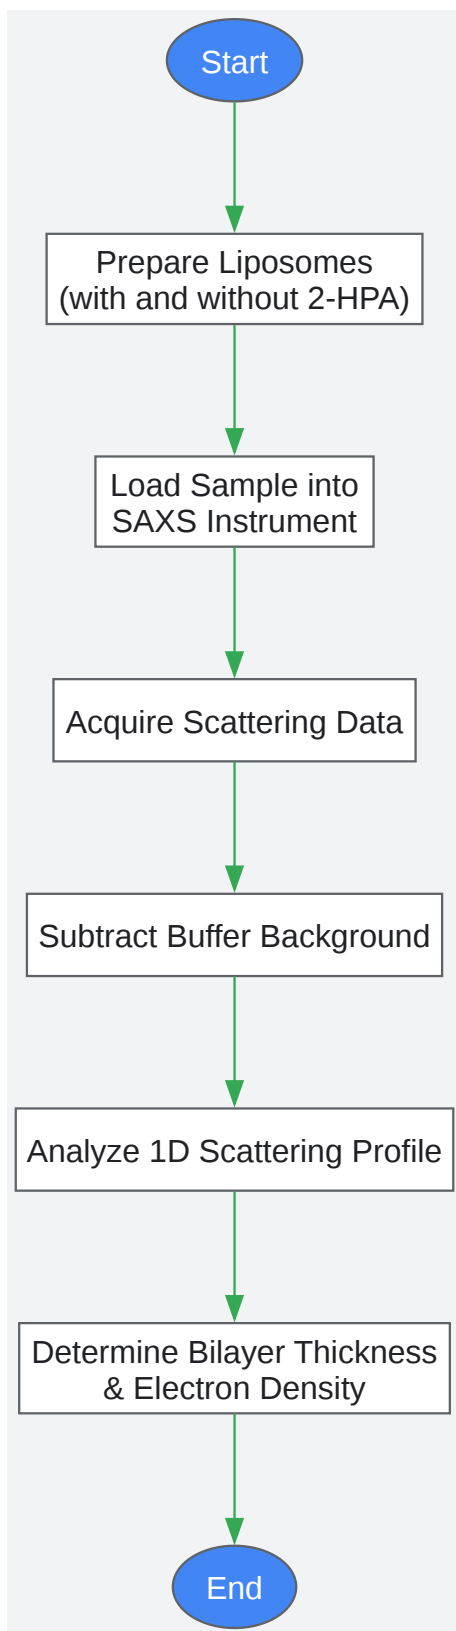 Start
Prepare Liposomes
(with and without 2-HPA)
Load Sample into
SAXS Instrument
Acquire Scattering Data
Subtract Buffer Background
Analyze 1D Scattering Profile
Determine Bilayer Thickness
& Electron Density
End